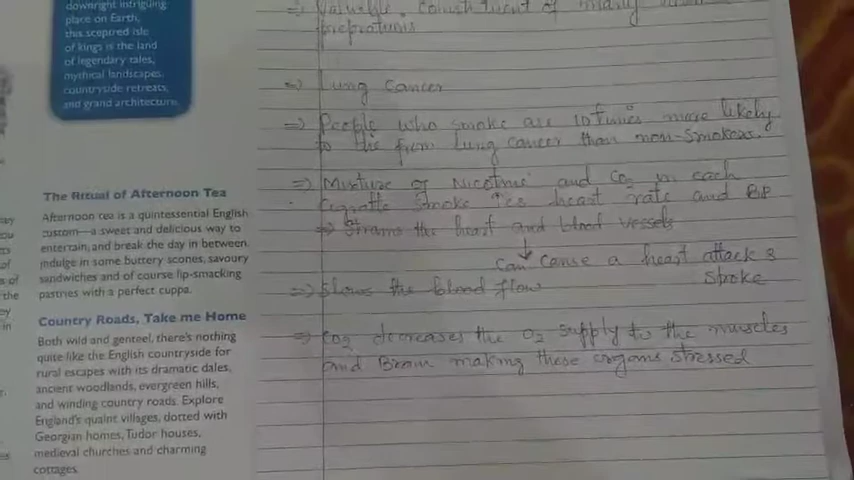 downright intriguing
place on Earth,
this sceptred isle
of kings is the land
of legendary tales,
mythical landscapes,
countryside retreats,
and grand architecture.
The Ritual of Afternoon Tea
Afternoon tea is a quintessential English
custom—a sweet and delicious way to
entertain, and break the day in between.
Indulge in some buttery scones, savoury
sandwiches and of course lip-smacking
pastries with a perfect cuppa.
Country Roads, Take me Home
Both wild and genteel, there's nothing
quite like the English countryside for
rural escapes with its dramatic dales,
ancient woodlands, evergreen hills,
and winding country roads. Explore
England's quaint villages, dotted with
Georgian homes, Tudor houses,
medieval churches and charming
cottages.
⇒ Valuable constituent of many
⇒ Lung Cancer
⇒ People who smoke are 10 times more likely
to die from Lung cancer than non-smokers.
⇒ Mixture of Nicotine and CO2 in each
smoke heart rate and BP
⇒ Strains the heart and blood vessels
↓
Can cause a heart attack &
stroke
⇒ Slows the blood flow
⇒ CO2 decreases the O2 supply to the muscles
and Brain making these organs stressed